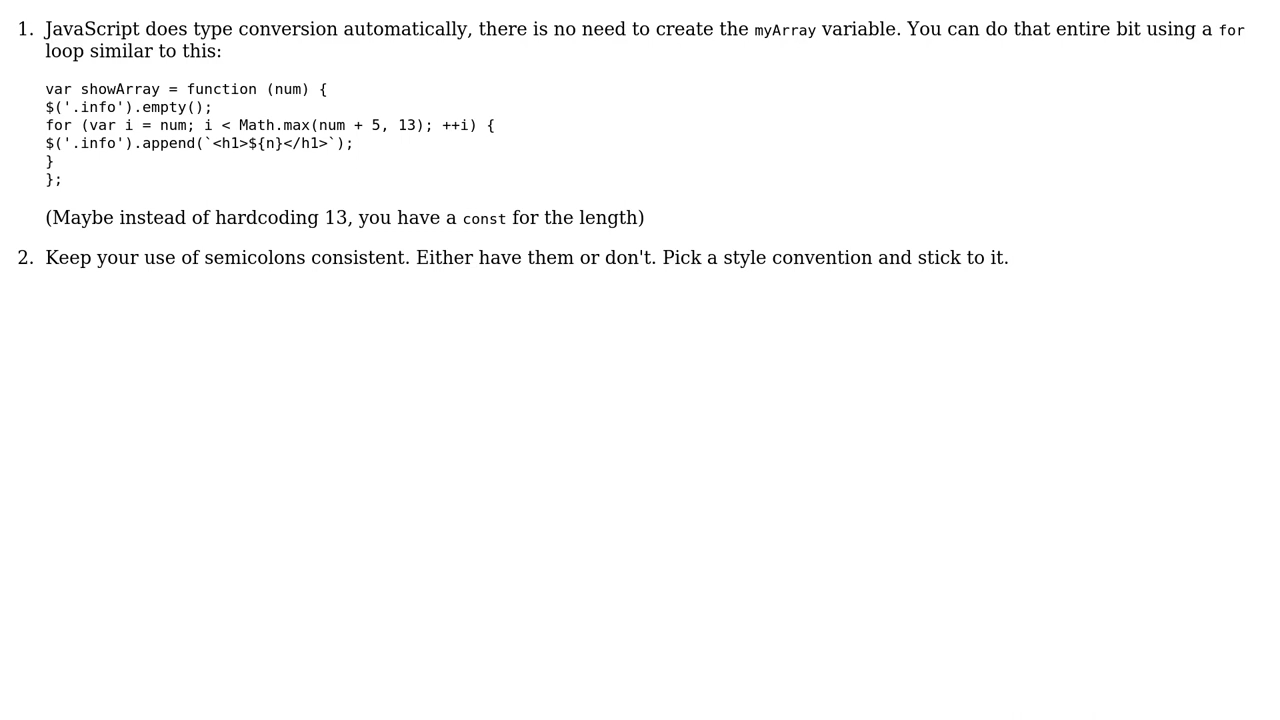 1. JavaScript does type conversion automatically, there is no need to create the myArray variable. You can do that entire bit using a for
loop similar to this:
var showArray = function (num) {
$('.info').empty();
for (var i = num; i < Math.max(num + 5, 13); ++i) {
$('.info').append(`<h1>${n}</h1>`);
}
};
(Maybe instead of hardcoding 13, you have a const for the length)
2. Keep your use of semicolons consistent. Either have them or don't. Pick a style convention and stick to it.